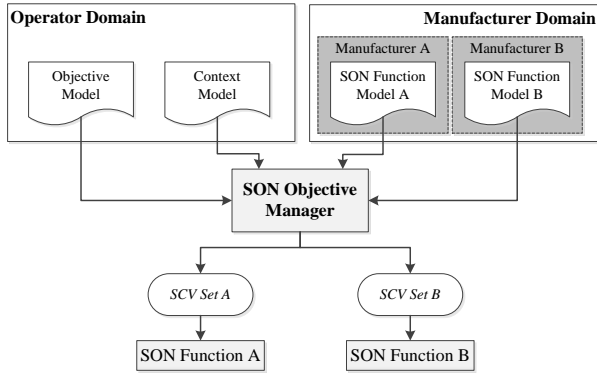 Operator Domain
Manufacturer Domain
Manufacturer A
Manufacturer B
Objective
Model
Context
Model
SON Function
Model A
SON Function
Model B
SON Objective
Manager
SCV Set A
SCV Set B
SON Function A
SON Function B